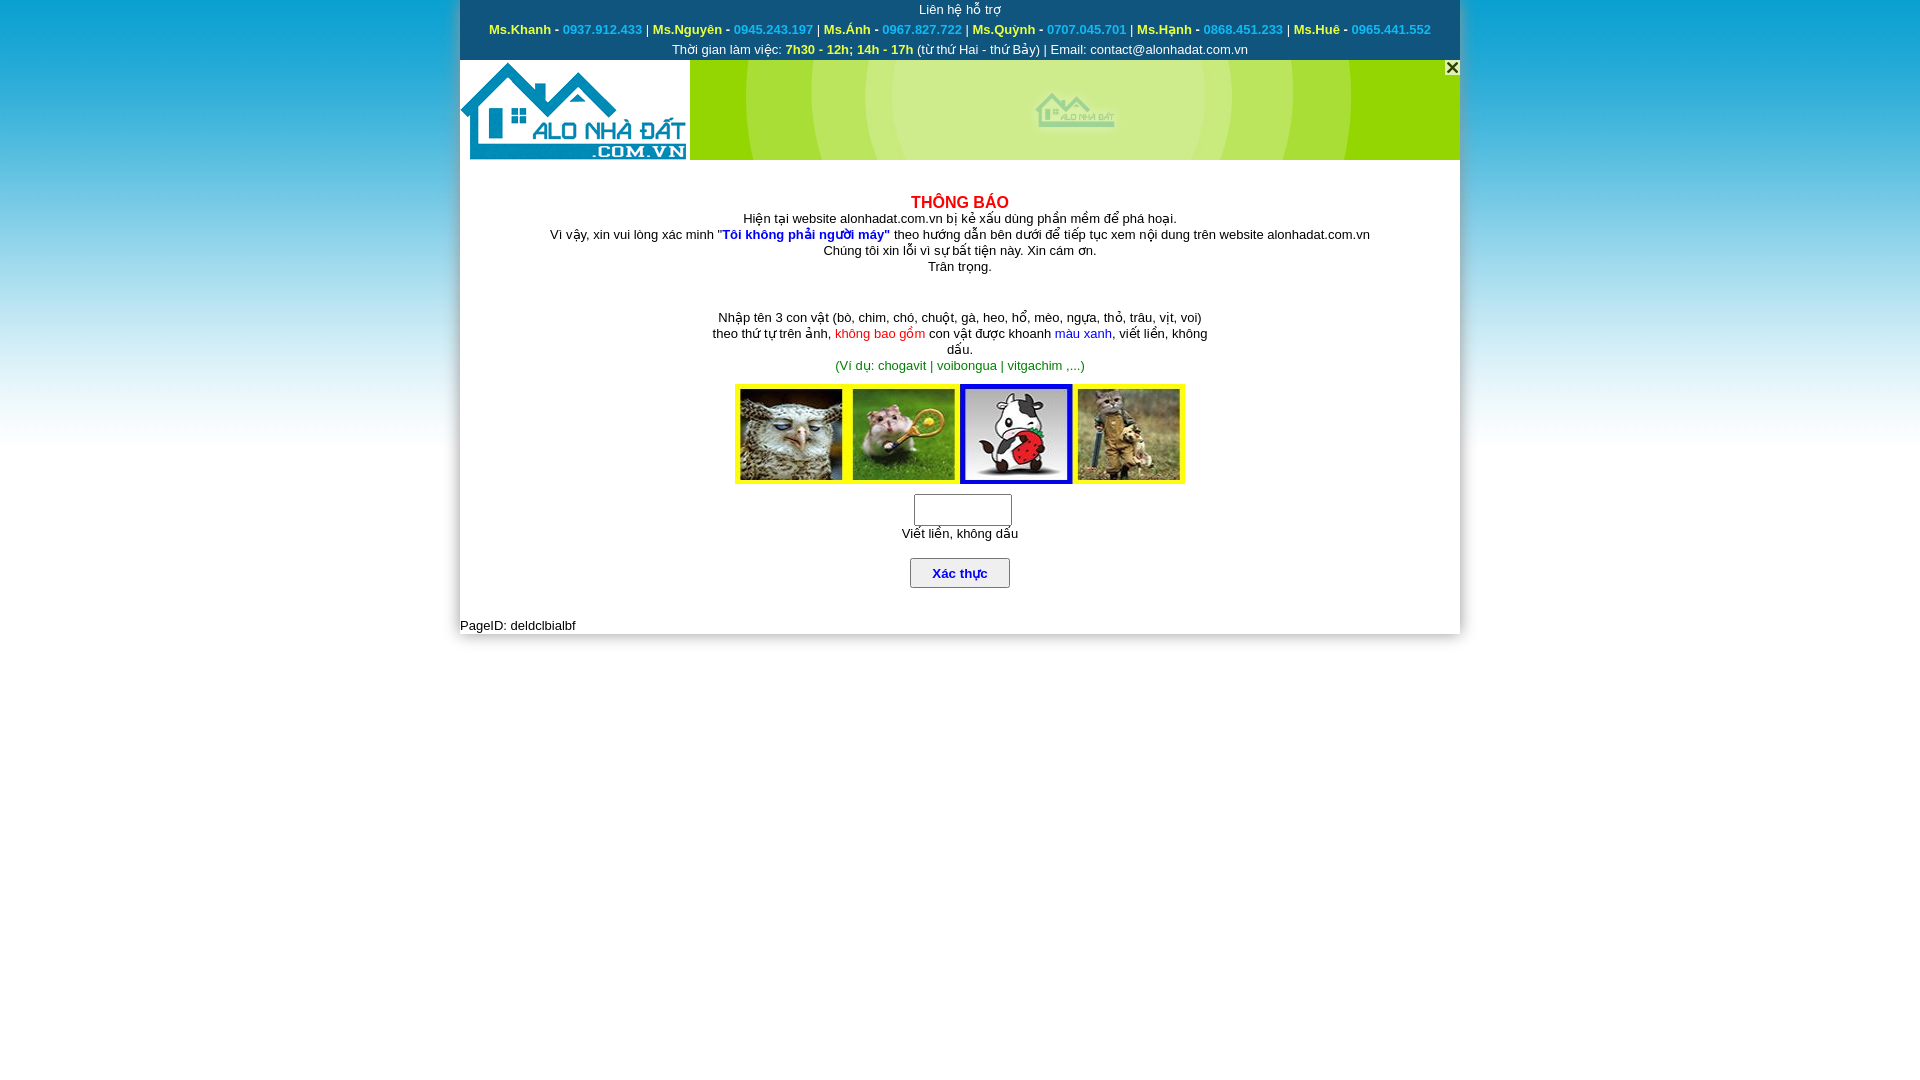 Liên hệ hỗ trợ
Ms.Khanh - 0937.912.433 | Ms.Nguyên - 0945.243.197 | Ms.Ánh - 0967.827.722 | Ms.Quỳnh - 0707.045.701 | Ms.Hạnh - 0868.451.233 | Ms.Huê - 0965.441.552
Thời gian làm việc: 7h30 - 12h; 14h - 17h (từ thứ Hai - thứ Bảy) | Email: contact@alonhadat.com.vn
ALO NHÀ ĐẤT
.COM.VN
ALO NHÀ ĐẤT
THÔNG BÁO
Hiện tại website alonhadat.com.vn bị kẻ xấu dùng phần mềm để phá hoại.
Vì vậy, xin vui lòng xác minh "Tôi không phải người máy" theo hướng dẫn bên dưới để tiếp tục xem nội dung trên website alonhadat.com.vn
Chúng tôi xin lỗi vì sự bất tiện này. Xin cám ơn.
Trân trọng.
Nhập tên 3 con vật (bò, chim, chó, chuột, gà, heo, hổ, mèo, ngựa, thỏ, trâu, vịt, voi)
theo thứ tự trên ảnh, không bao gồm con vật được khoanh màu xanh, viết liền, không
dấu.
(Ví dụ: chogavit | voibongua | vitgachim ,...)
Viết liền, không dấu
Xác thực
PageID: deldclbialbf